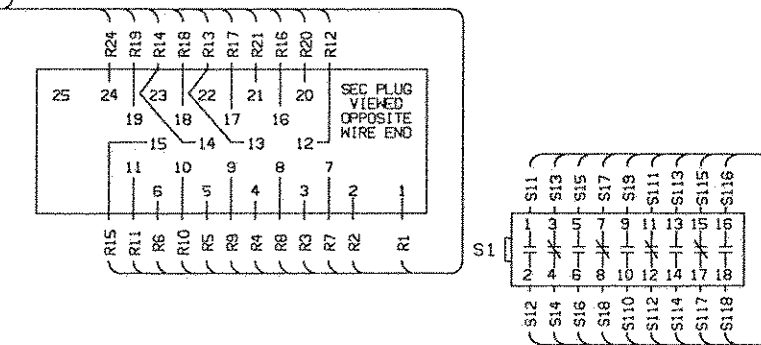 R24 R19 R14 R18 R13 R17 R21 R16 R20 R12
25 24 23 22 21 20 SEC PLUG
VIEWED
19 18 17 16 OPPOSITE
WIRE END
15 14 13 12
11 10 9 8 7
6 5 4 3 2 1
R15 R11 R6 R10 R5 R9 R4 R8 R3 R7 R2 R1
S11 S13 S15 S17 S19 S111 S113 S115 S116
1 3 5 7 9 11 13 15 16
S1
2 4 6 8 10 12 14 17 18
S12 S14 S16 S18 S110 S112 S114 S117 S118